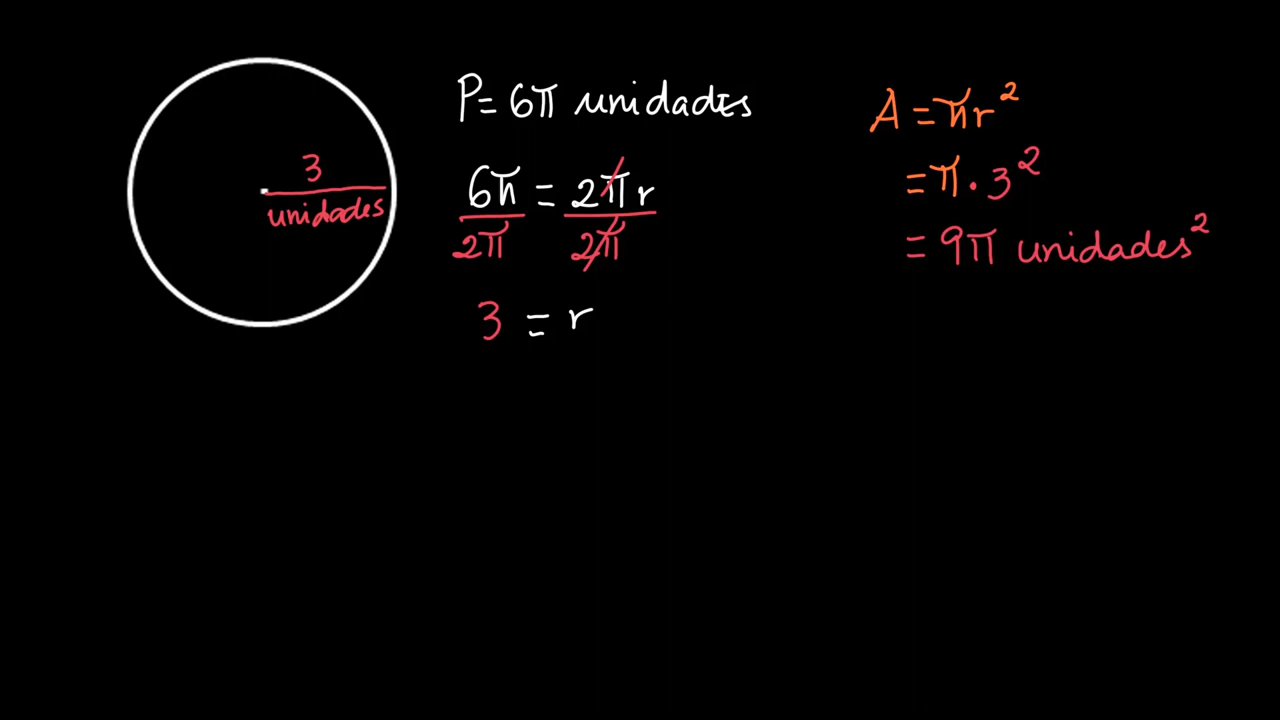 3
unidades
P = 6π unidades
6π = 2πr
2π 2π
3 = r
A = πr²
= π · 3²
= 9π unidades²